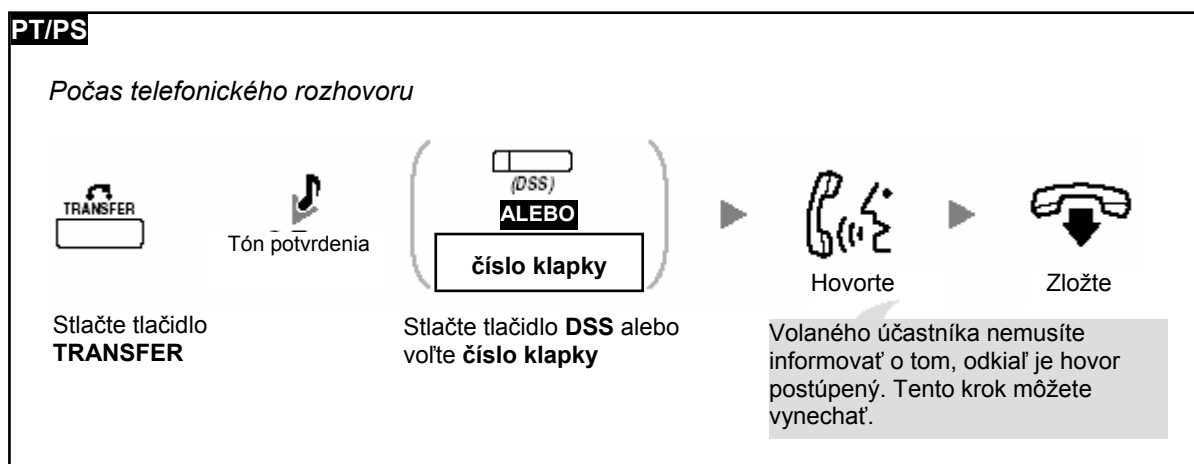 PT/PS
Počas telefonického rozhovoru
TRANSFER
Tón potvrdenia
(DSS)
ALEBO
číslo klapky
Hovorte
Zložte
Stlačte tlačidlo
TRANSFER
Stlačte tlačidlo DSS alebo
voľte číslo klapky
Volaného účastníka nemusíte
informovať o tom, odkiaľ je hovor
postúpený. Tento krok môžete
vynechať.